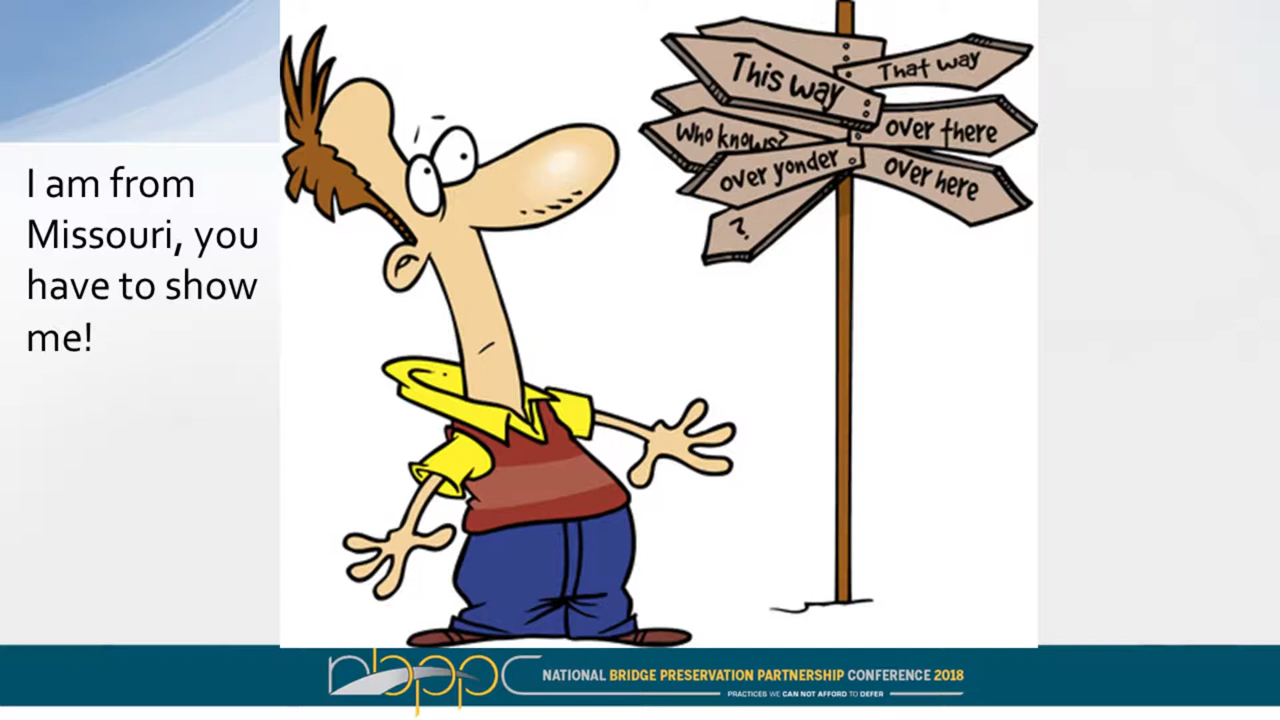 I am from
Missouri, you
have to show
me!
This way
That way
Who knows?
over there
over yonder
over here
?
nbppc
NATIONAL BRIDGE PRESERVATION PARTNERSHIP CONFERENCE 2018
PRACTICES WE CAN NOT AFFORD TO DEFER